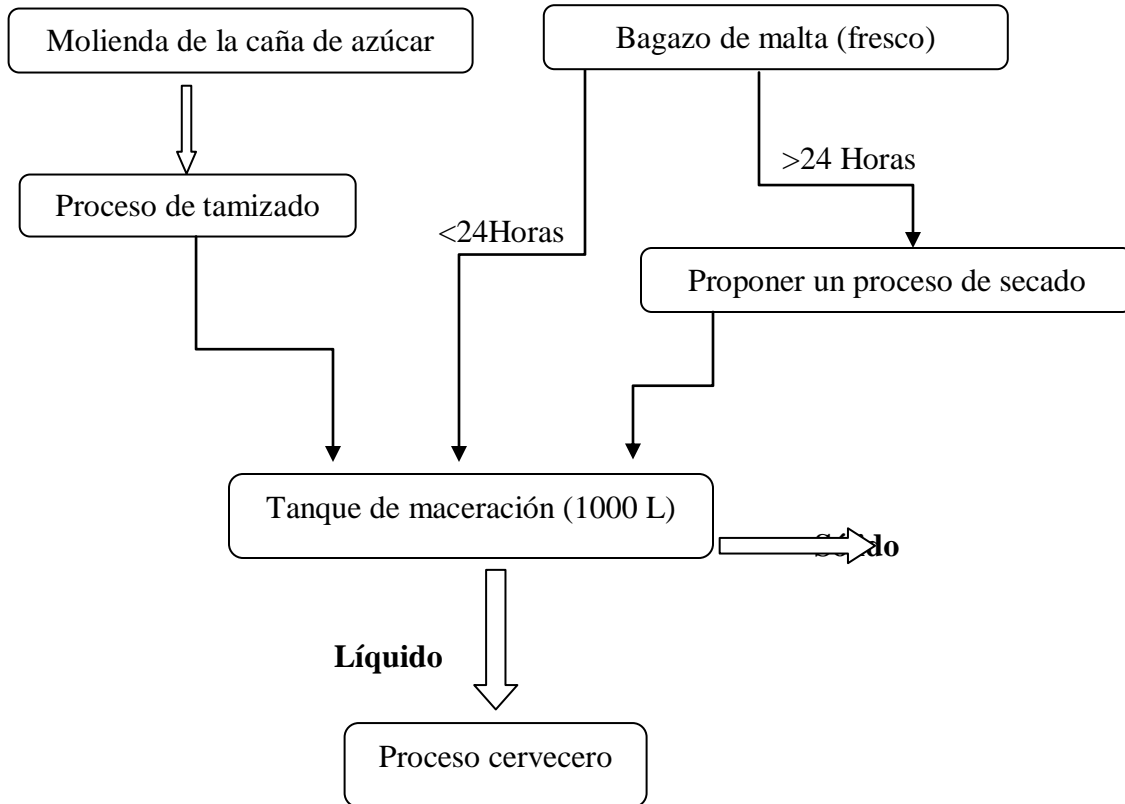 Molienda de la caña de azúcar
Bagazo de malta (fresco)
>24 Horas
Proceso de tamizado
<24Horas
Proponer un proceso de secado
Tanque de maceración (1000 L)
Sólido
Líquido
Proceso cervecero